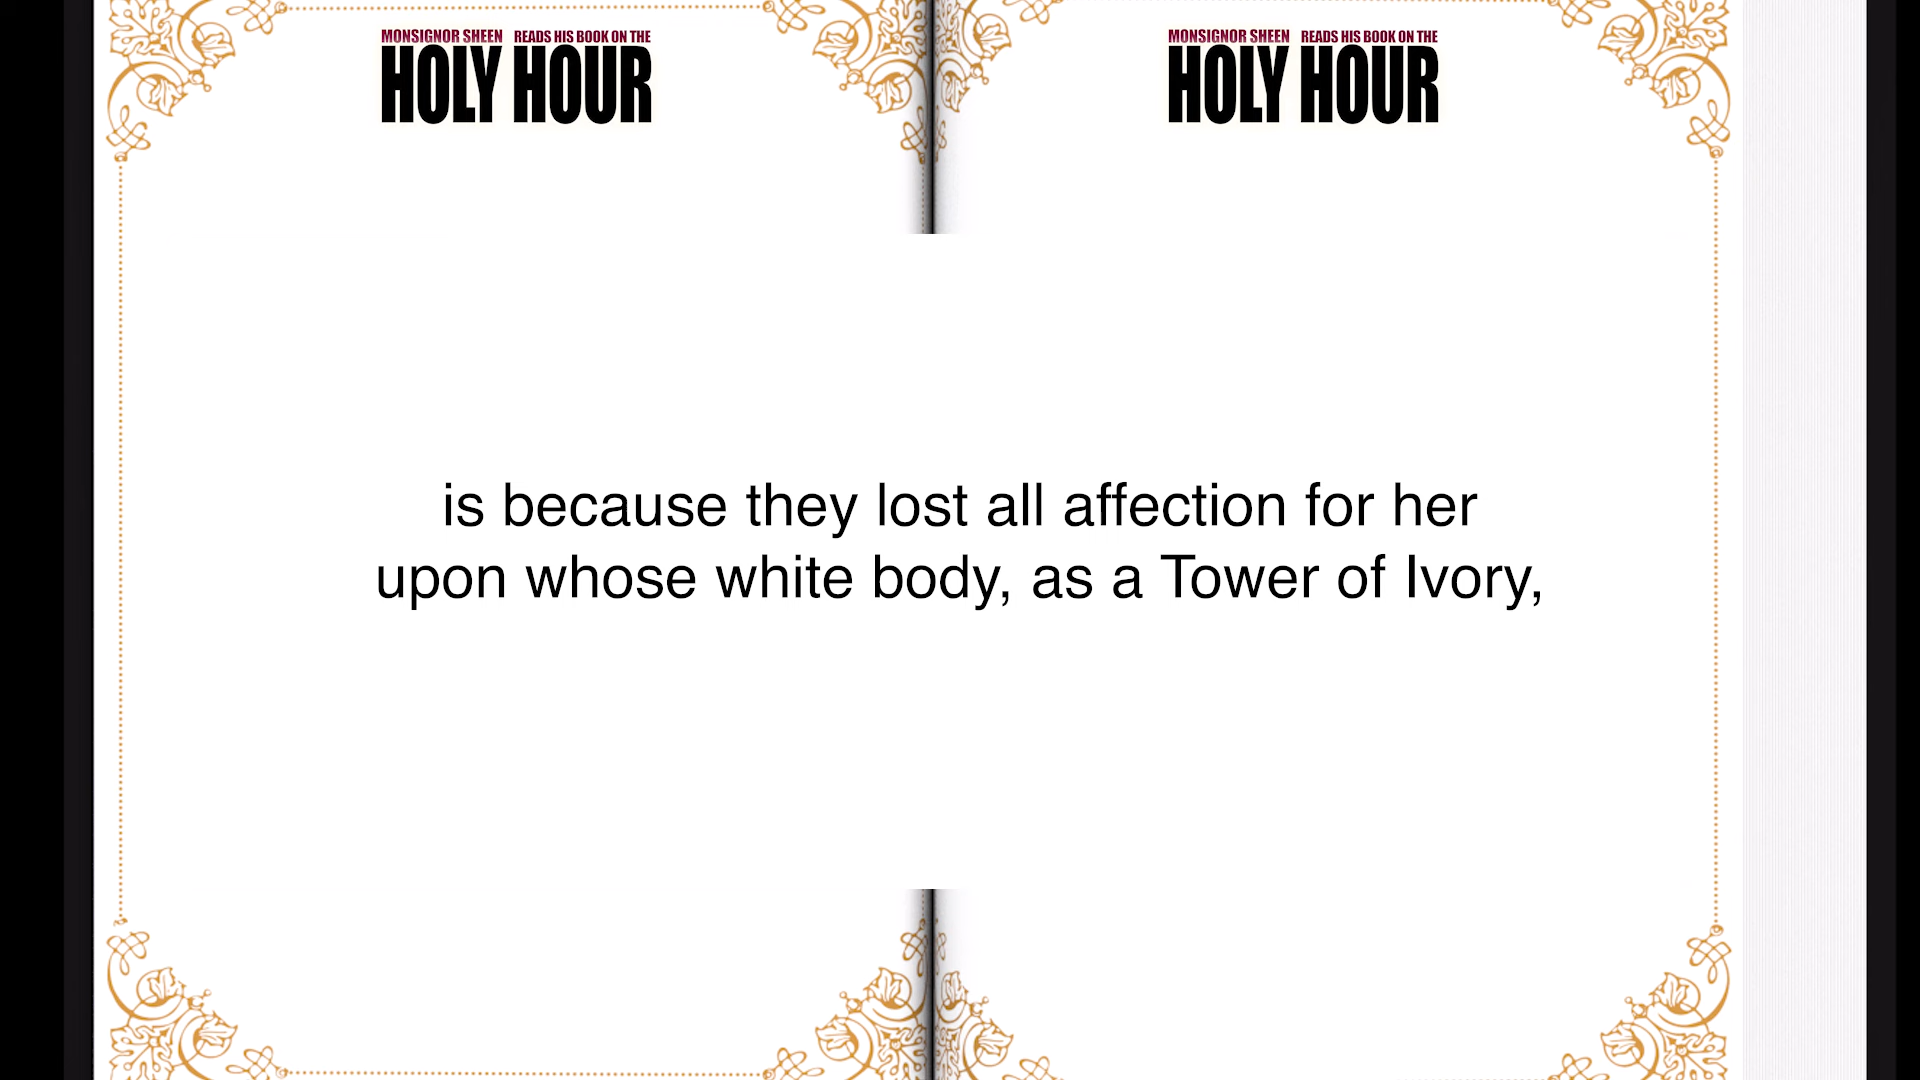 MONSIGNOR SHEEN READS HIS BOOK ON THE
HOLY HOUR
MONSIGNOR SHEEN READS HIS BOOK ON THE
HOLY HOUR
is because they lost all affection for her
upon whose white body, as a Tower of Ivory,